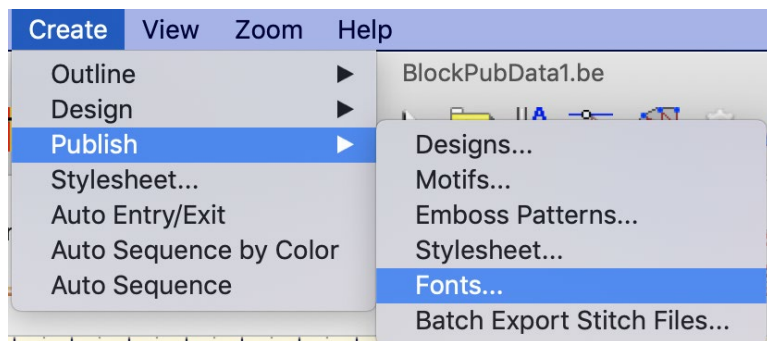 Create View Zoom Help
Outline
Design
Publish
Stylesheet...
Auto Entry/Exit
Auto Sequence by Color
Auto Sequence
BlockPubData1.be
A
Designs...
Motifs...
Emboss Patterns...
Stylesheet...
Fonts...
Batch Export Stitch Files...